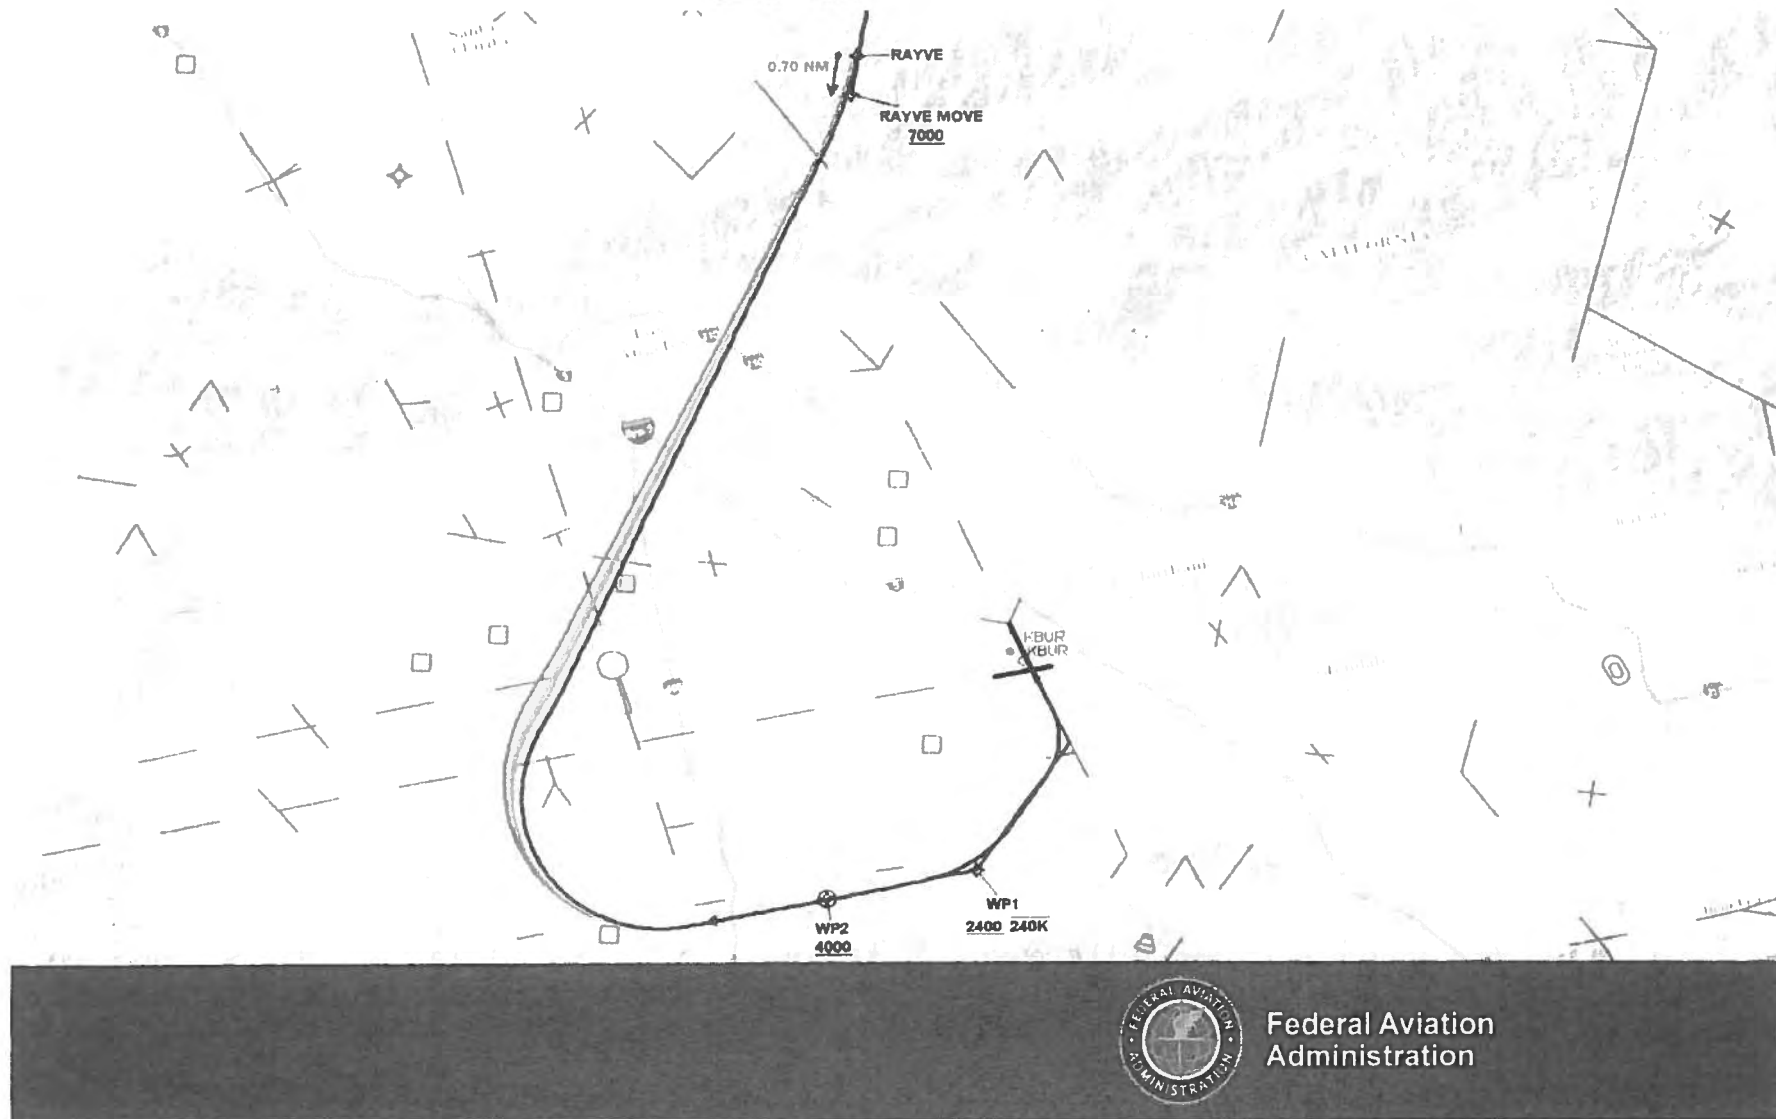 RAYVE
0.70 NM
RAYVE MOVE
7000
KBUR
KBUR
WP1
2400 240K
WP2
4000
FEDERAL AVIATION ADMINISTRATION
Federal Aviation
Administration